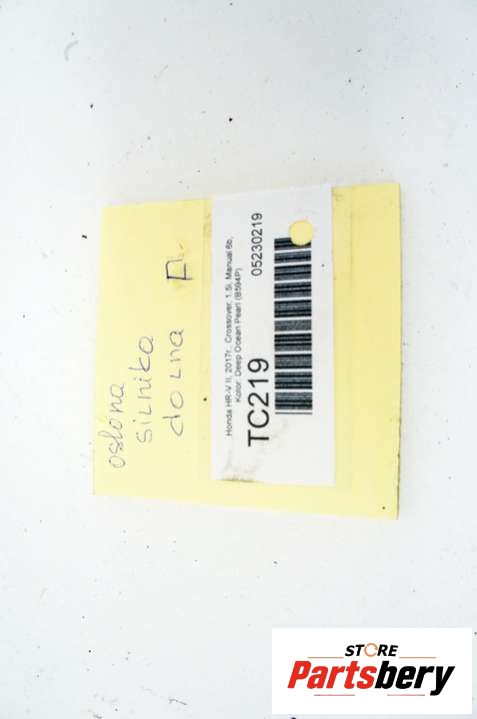 osłona
silnika
dolna P.
Honda HR-V II, 2017r., Crossover, 1.5i, Manual 6b,
Kolor: Deep Ocean Pearl (B594P)
TC219
05230219
STORE
Partsbery